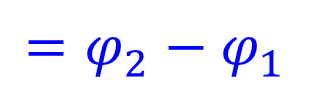 = φ₂ − φ₁